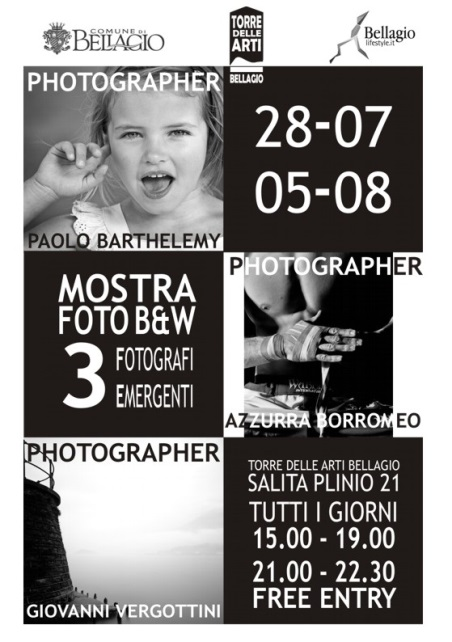 COMUNE DI
BELLAGIO
TORRE
DELLE
ARTI
BELLAGIO
Bellagio
lifestyle.it
PHOTOGRAPHER
PAOLO BARTHELEMY
28-07
05-08
MOSTRA
FOTO B&W
3 FOTOGRAFI
EMERGENTI
PHOTOGRAPHER
AZZURRA BORROMEO
PHOTOGRAPHER
GIOVANNI VERGOTTINI
TORRE DELLE ARTI BELLAGIO
SALITA PLINIO 21
TUTTI I GIORNI
15.00 - 19.00
21.00 - 22.30
FREE ENTRY